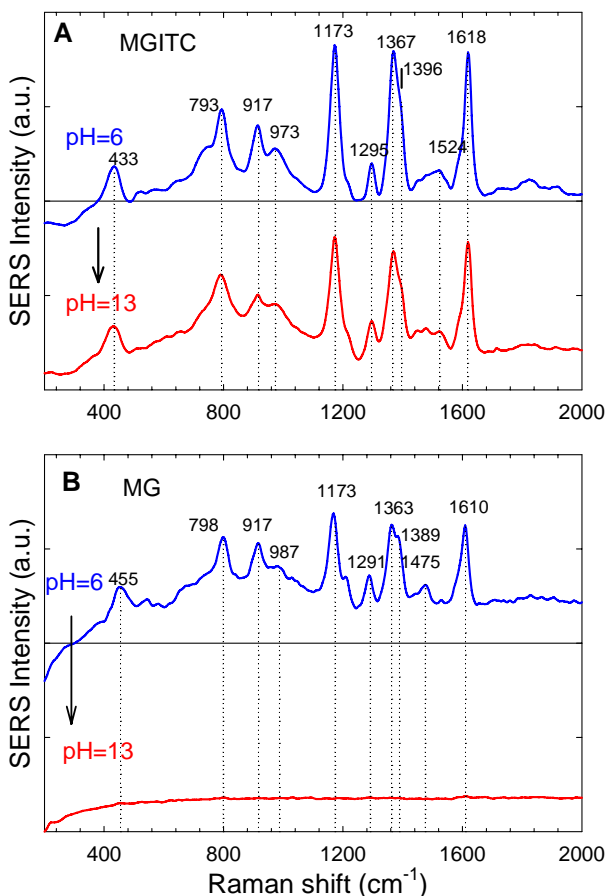 A
MGITC
1173
1367
1618
1396
793
917
973
pH=6
433
1295
1524
pH=13
SERS Intensity (a.u.)
400 800 1200 1600 2000
B
MG
1173
1363
1610
798
917
1389
987
1291
1475
pH=6
455
pH=13
SERS Intensity (a.u.)
400 800 1200 1600 2000
Raman shift (cm⁻¹)